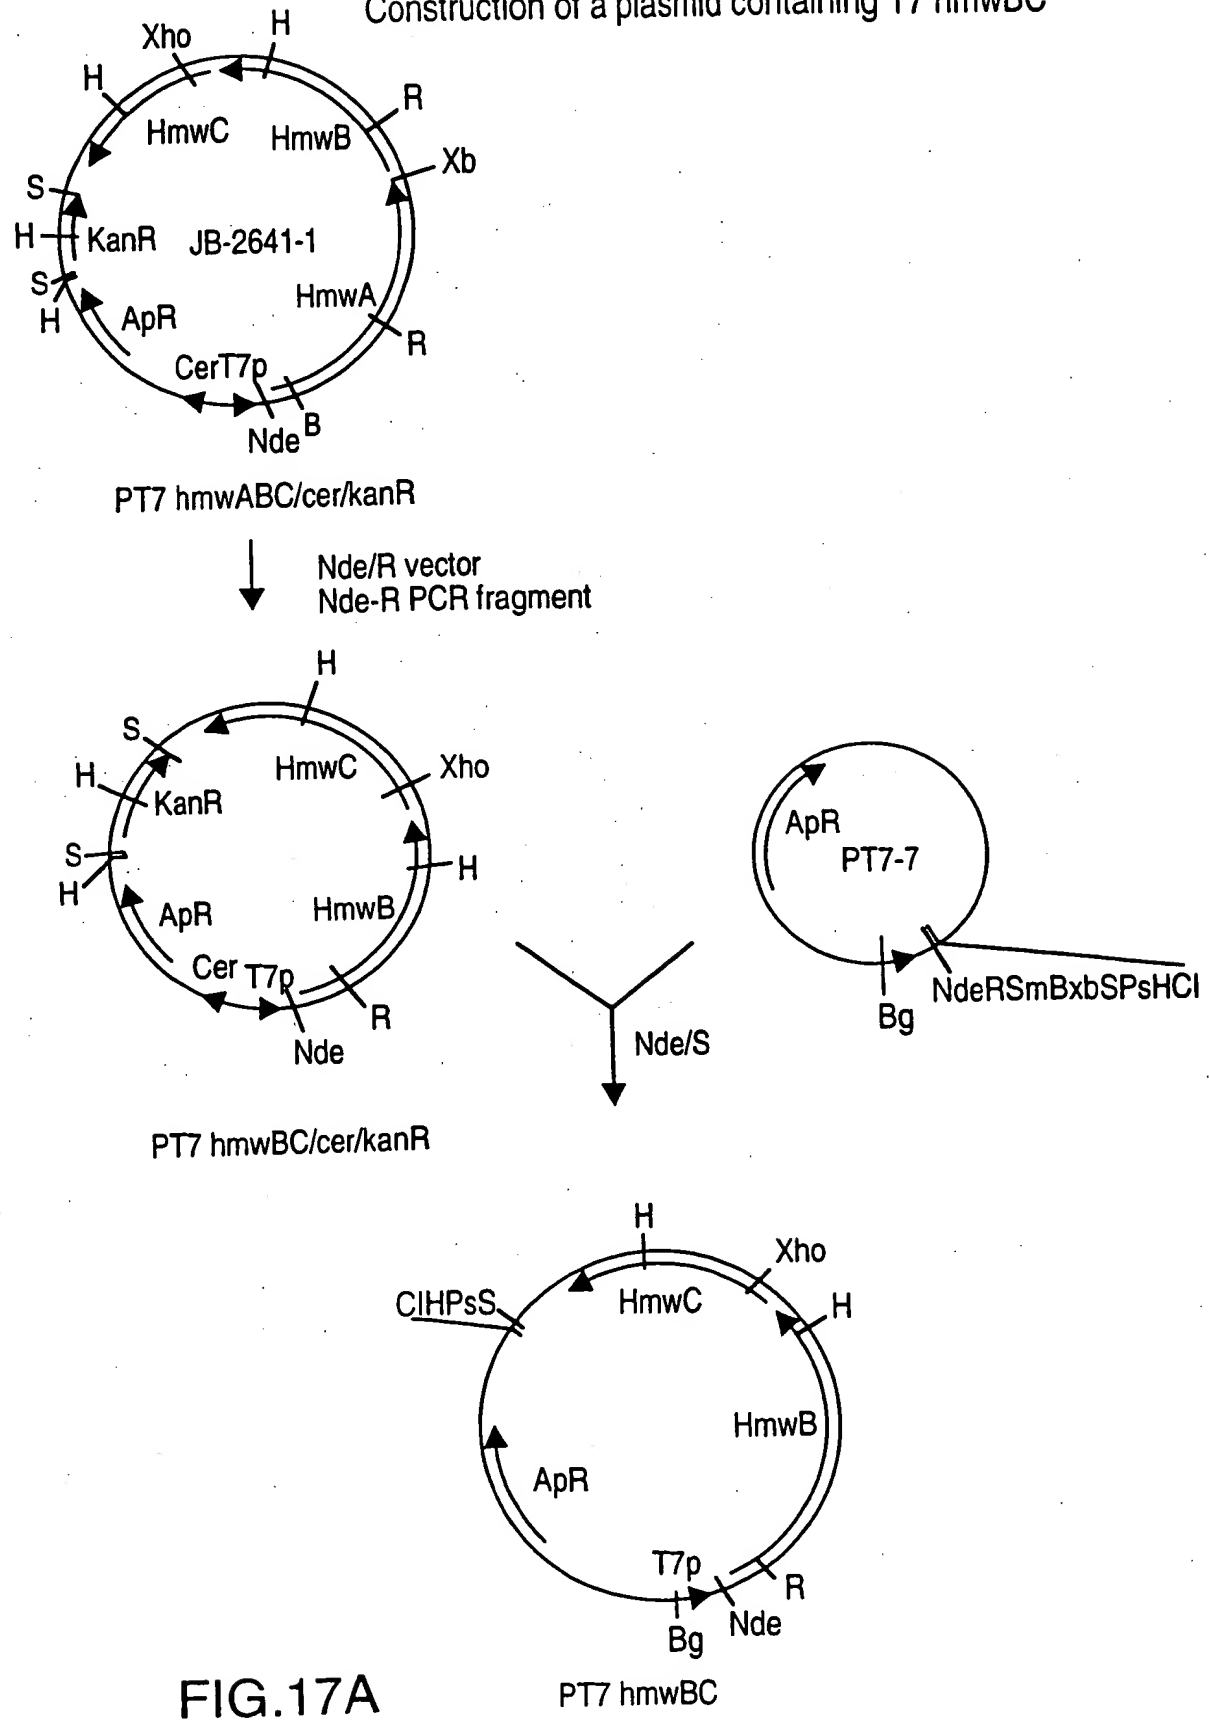 Construction of a plasmid containing T7 hmwBC
H
Xho
H
R
HmwC
HmwB
Xb
S
H
KanR
JB-2641-1
S
H
HmwA
ApR
R
CerT7p
B
Nde
PT7 hmwABC/cer/kanR
Nde/R vector
Nde-R PCR fragment
H
S
HmwC
Xho
H
KanR
ApR
PT7-7
S
H
H
ApR
HmwB
Cer T7p
R
Nde
NdeRSmBxbSPsHCl
Bg
Nde/S
PT7 hmwBC/cer/kanR
H
Xho
ClHPsS
HmwC
H
HmwB
ApR
T7p
R
Nde
Bg
FIG.17A
PT7 hmwBC